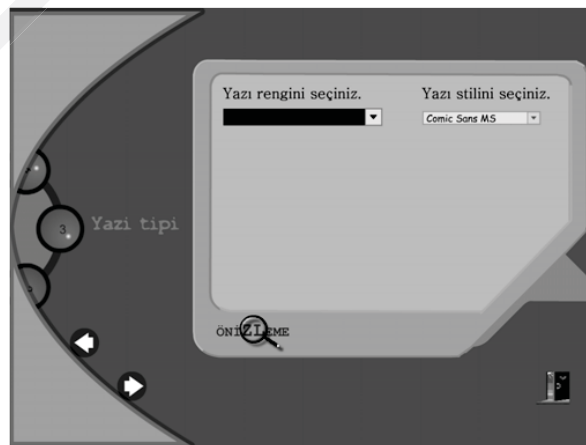 Yazı rengini seçiniz.
Yazı stilini seçiniz.
Comic Sans MS
3
Yazi tipi
ÖNİZLEME